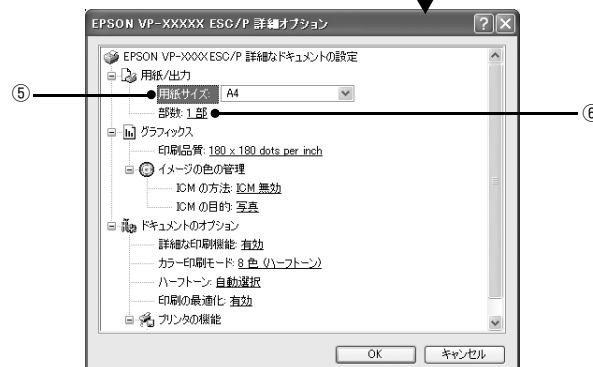 EPSON VP-XXXXX ESC/P 詳細オプション
EPSON VP-XXXX ESC/P 詳細なドキュメントの設定
用紙/出力
⑤ 用紙サイズ: A4
部数: 1 部 ⑥
グラフィックス
印刷品質: 180 x 180 dots per inch
イメージの色の管理
ICM の方法: ICM 無効
ICM の目的: 写真
ドキュメントのオプション
詳細な印刷機能: 有効
カラー印刷モード: 8 色 (ハーフトーン)
ハーフトーン: 自動選択
印刷の最適化: 有効
プリンタの機能
OK キャンセル